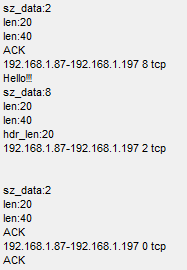 sz_data:2
len:20
len:40
ACK
192.168.1.87-192.168.1.197 8 tcp
Hello!!!
sz_data:8
len:20
len:40
hdr_len:20
192.168.1.87-192.168.1.197 2 tcp
sz_data:2
len:20
len:40
ACK
192.168.1.87-192.168.1.197 0 tcp
ACK